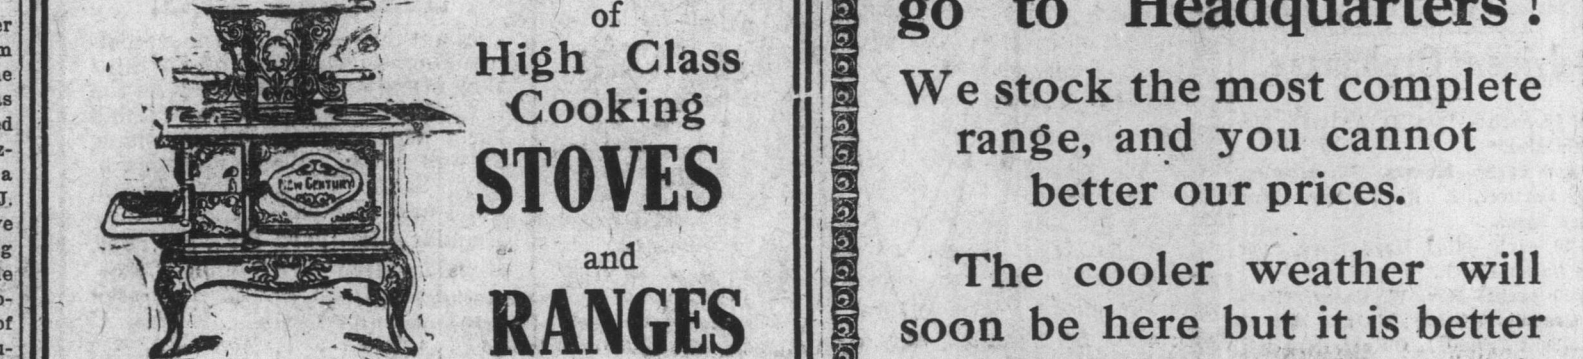 of
High Class
Cooking
STOVES
and
RANGES
NEW CENTURY
go to Headquarters!
We stock the most complete
range, and you cannot
better our prices.
The cooler weather will
soon be here but it is better